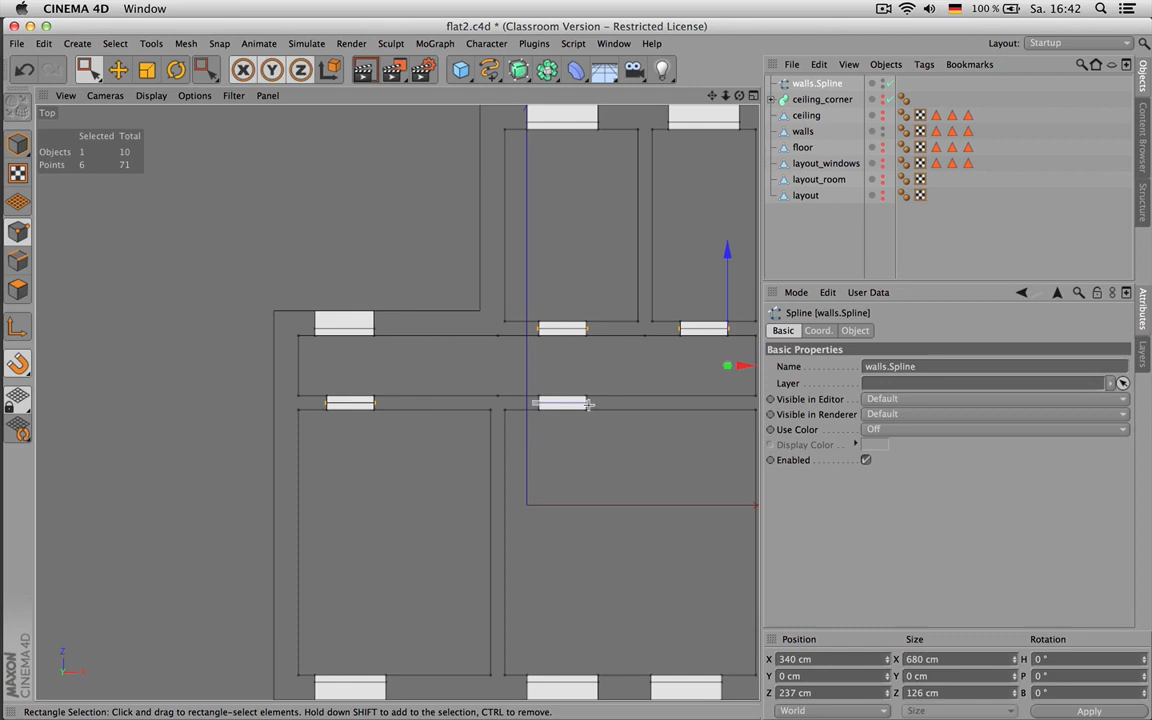 CINEMA 4D Window
100 % Sa. 16:42
flat2.c4d * (Classroom Version - Restricted License)
File Edit Create Select Tools Mesh Snap Animate Simulate Render Sculpt MoGraph Character Plugins Script Window Help
Layout: Startup
X Y Z
File Edit View Objects Tags Bookmarks
View Cameras Display Options Filter Panel
Top
Selected Total
Objects 1 10
Points 6 71
walls.Spline
ceiling_corner
ceiling
walls
floor
layout_windows
layout_room
layout
Objects
Content Browser
Structure
Attributes
Layers
Mode Edit User Data
Spline [walls.Spline]
Basic Coord. Object
Basic Properties
Name walls.Spline
Layer
Visible in Editor Default
Visible in Renderer Default
Use Color Off
Display Color
Enabled
Z
Y X
MAXON
CINEMA 4D
Position Size Rotation
X 340 cm X 680 cm H 0 °
Y 0 cm Y 0 cm P 0 °
Z 237 cm Z 126 cm B 0 °
World Size Apply
Rectangle Selection: Click and drag to rectangle-select elements. Hold down SHIFT to add to the selection, CTRL to remove.